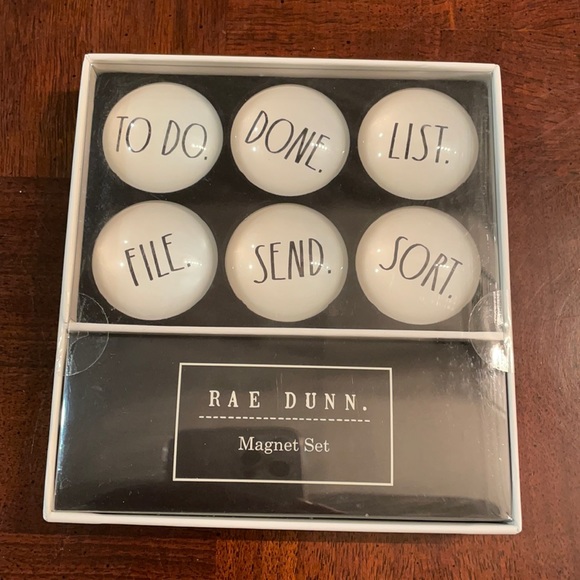 TO DO. DONE. LIST.
FILE. SEND. SORT.
RAE DUNN.
Magnet Set